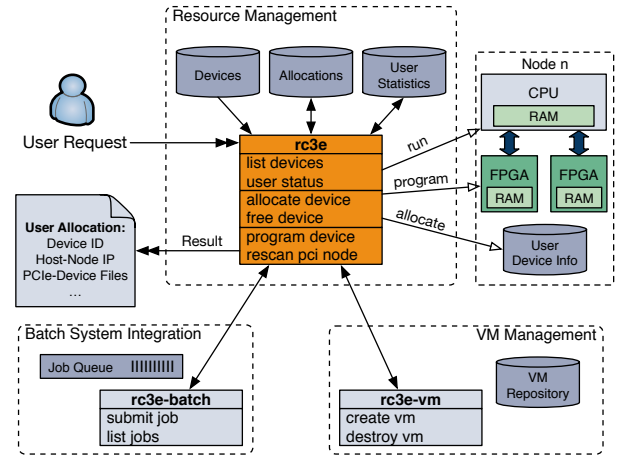 Resource Management
Devices
Allocations
User
Statistics
Node n
CPU
RAM
User Request
rc3e
list devices
user status
allocate device
free device
program device
rescan pci node
run
program
allocate
FPGA
RAM
FPGA
RAM
User
Device Info
Result
User Allocation:
Device ID
Host-Node IP
PCIe-Device Files
...
Batch System Integration
Job Queue
rc3e-batch
submit job
list jobs
VM Management
rc3e-vm
create vm
destroy vm
VM
Repository